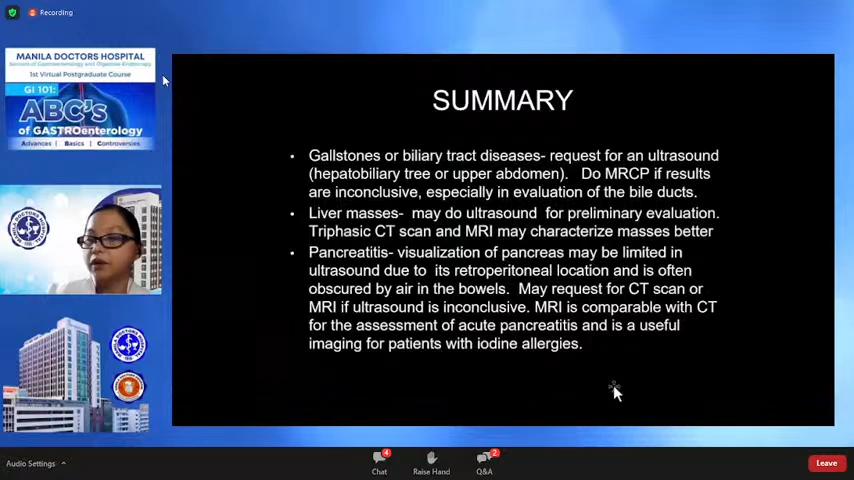 Recording
MANILA DOCTORS HOSPITAL
1st Virtual Postgraduate Course
GI 101:
ABC's
of GASTROenterology
Advances | Basics | Controversies
SUMMARY
• Gallstones or biliary tract diseases- request for an ultrasound
(hepatobiliary tree or upper abdomen). Do MRCP if results
are inconclusive, especially in evaluation of the bile ducts.
• Liver masses- may do ultrasound for preliminary evaluation.
Triphasic CT scan and MRI may characterize masses better
• Pancreatitis- visualization of pancreas may be limited in
ultrasound due to its retroperitoneal location and is often
obscured by air in the bowels. May request for CT scan or
MRI if ultrasound is inconclusive. MRI is comparable with CT
for the assessment of acute pancreatitis and is a useful
imaging for patients with iodine allergies.
Audio Settings
4
Chat
Raise Hand
2
Q&A
Leave